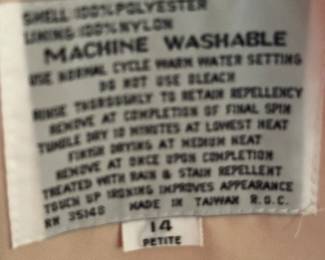 SHELL 100% POLYESTER
LINING 100% NYLON
MACHINE WASHABLE
USE NORMAL CYCLE WARM WATER SETTING
DO NOT USE BLEACH
RINSE THOROUGHLY TO RETAIN REPELLENCY
REMOVE AT COMPLETION OF FINAL SPIN
TUMBLE DRY 10 MINUTES AT LOWEST HEAT
FINISH DRYING AT MEDIUM HEAT
REMOVE AT ONCE UPON COMPLETION
TREATED WITH RAIN & STAIN REPELLENT
TOUCH UP IRONING IMPROVES APPEARANCE
RN 35140 MADE IN TAIWAN R.O.C.
14
PETITE